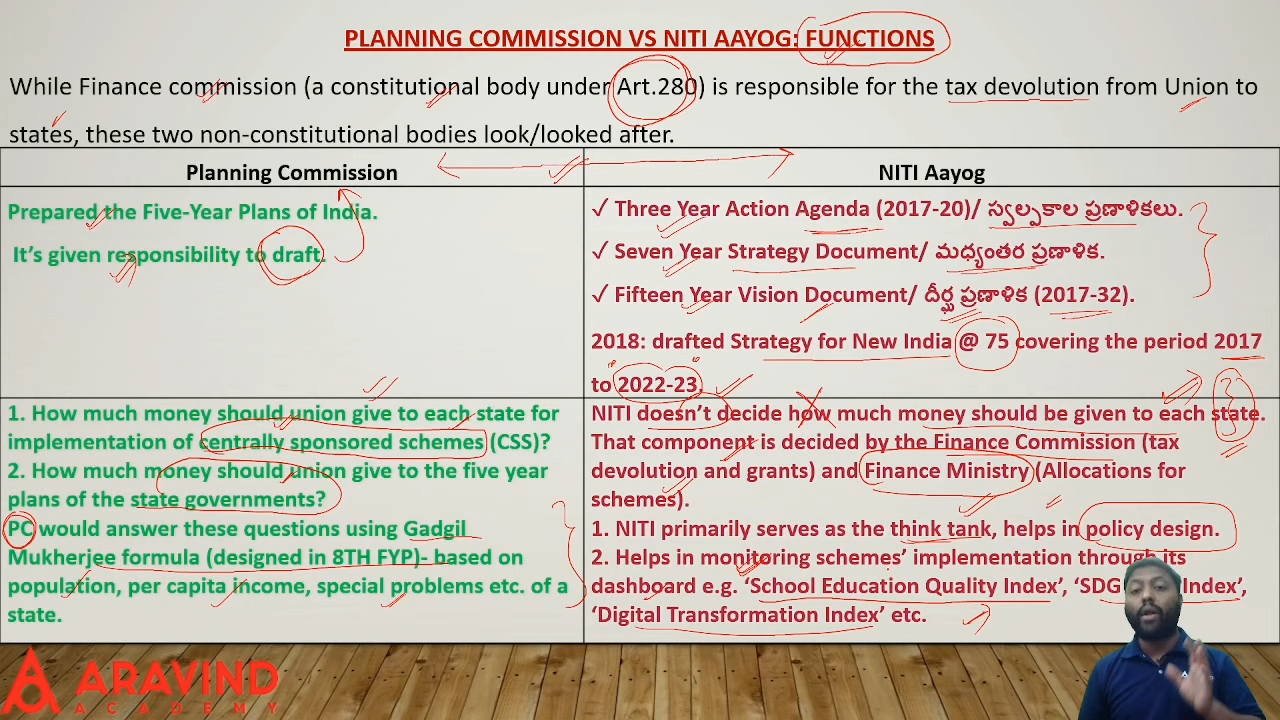 PLANNING COMMISSION VS NITI AAYOG: FUNCTIONS
While Finance commission (a constitutional body under Art.280) is responsible for the tax devolution from Union to
states, these two non-constitutional bodies look/looked after.
Planning Commission
Prepared the Five-Year Plans of India.
It’s given responsibility to draft.
NITI Aayog
✓ Three Year Action Agenda (2017-20)/ స్వల్పకాల ప్రణాళికలు.
✓ Seven Year Strategy Document/ మధ్యంతర ప్రణాళిక.
✓ Fifteen Year Vision Document/ దీర్ఘ ప్రణాళిక (2017-32).
2018: drafted Strategy for New India @ 75 covering the period 2017
to 2022-23.
1. How much money should union give to each state for
implementation of centrally sponsored schemes (CSS)?
2. How much money should union give to the five year
plans of the state governments?
PC would answer these questions using Gadgil
Mukherjee formula (designed in 8TH FYP)- based on
population, per capita income, special problems etc. of a
state.
NITI doesn’t decide how much money should be given to each state.
That component is decided by the Finance Commission (tax
devolution and grants) and Finance Ministry (Allocations for
schemes).
1. NITI primarily serves as the think tank, helps in policy design.
2. Helps in monitoring schemes’ implementation through its
dashboard e.g. ‘School Education Quality Index’, ‘SDG Index’,
‘Digital Transformation Index’ etc.
ARAVIND
ACADEMY